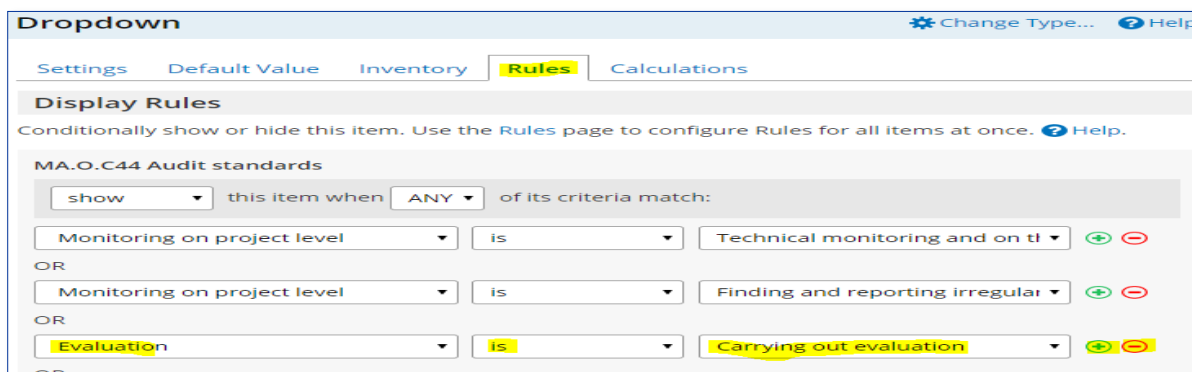 Dropdown Change Type... Help
Settings Default Value Inventory Rules Calculations
Display Rules
Conditionally show or hide this item. Use the Rules page to configure Rules for all items at once. Help.
MA.O.C44 Audit standards
show this item when ANY of its criteria match:
Monitoring on project level is Technical monitoring and on
OR
Monitoring on project level is Finding and reporting
OR
Evaluation is Carrying out evaluation
OR